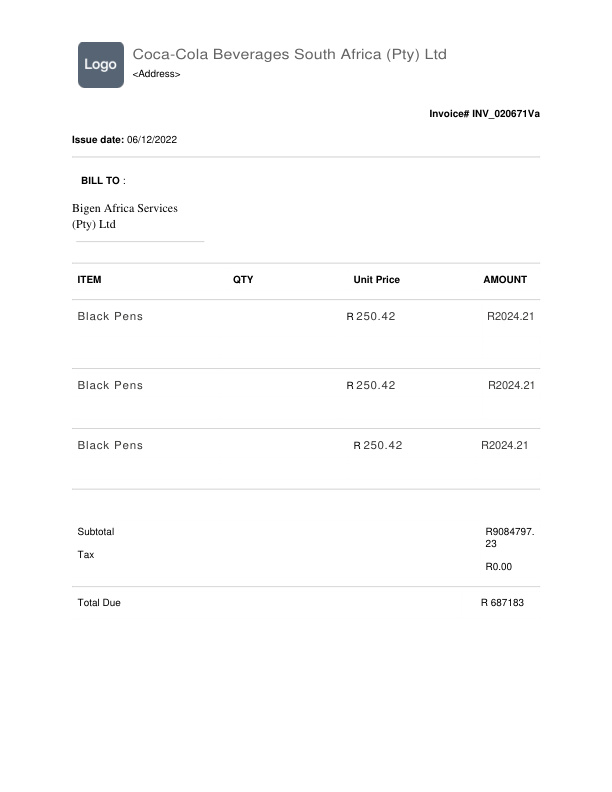 Logo
Coca-Cola Beverages South Africa (Pty) Ltd
<Address>
Invoice# INV_020671Va
Issue date: 06/12/2022
BILL TO :
Bigen Africa Services
(Pty) Ltd
ITEM QTY Unit Price AMOUNT
Black Pens R 250.42 R2024.21
Black Pens R 250.42 R2024.21
Black Pens R 250.42 R2024.21
Subtotal R9084797.
23
Tax
R0.00
Total Due R 687183